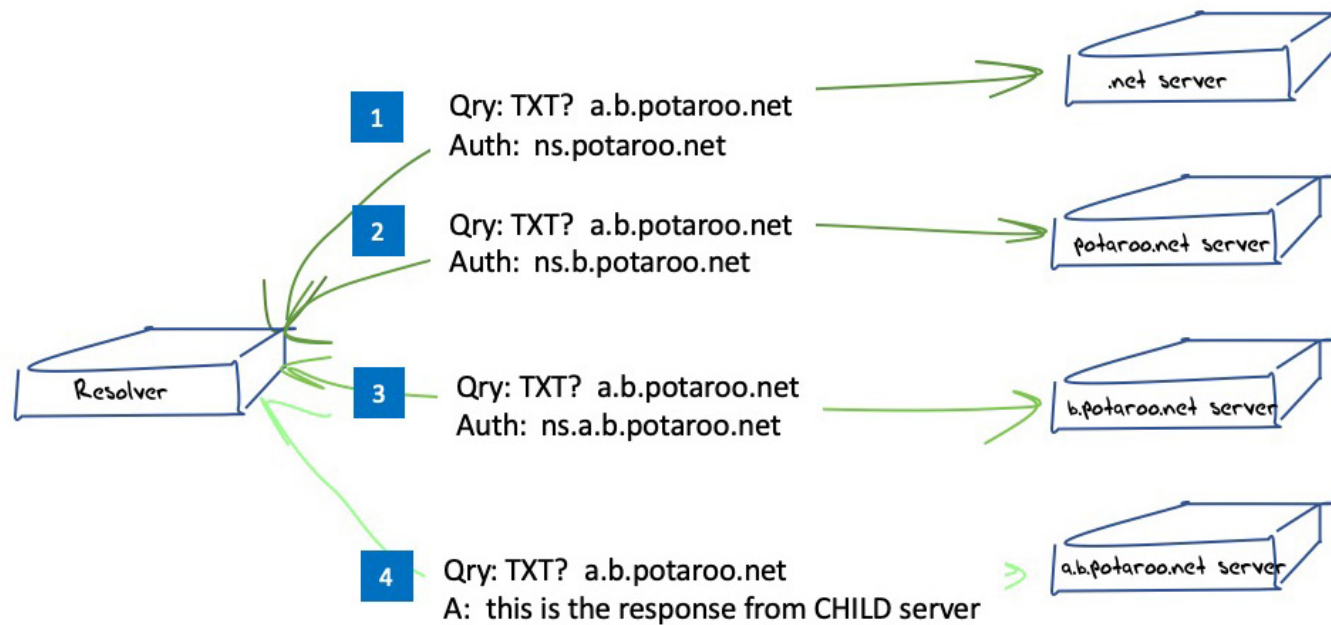 .net server
1
Qry: TXT? a.b.potaroo.net
Auth: ns.potaroo.net
2
Qry: TXT? a.b.potaroo.net
Auth: ns.b.potaroo.net
potaroo.net server
Resolver
3
Qry: TXT? a.b.potaroo.net
Auth: ns.a.b.potaroo.net
b.potaroo.net server
4
Qry: TXT? a.b.potaroo.net
A: this is the response from CHILD server
a.b.potaroo.net server